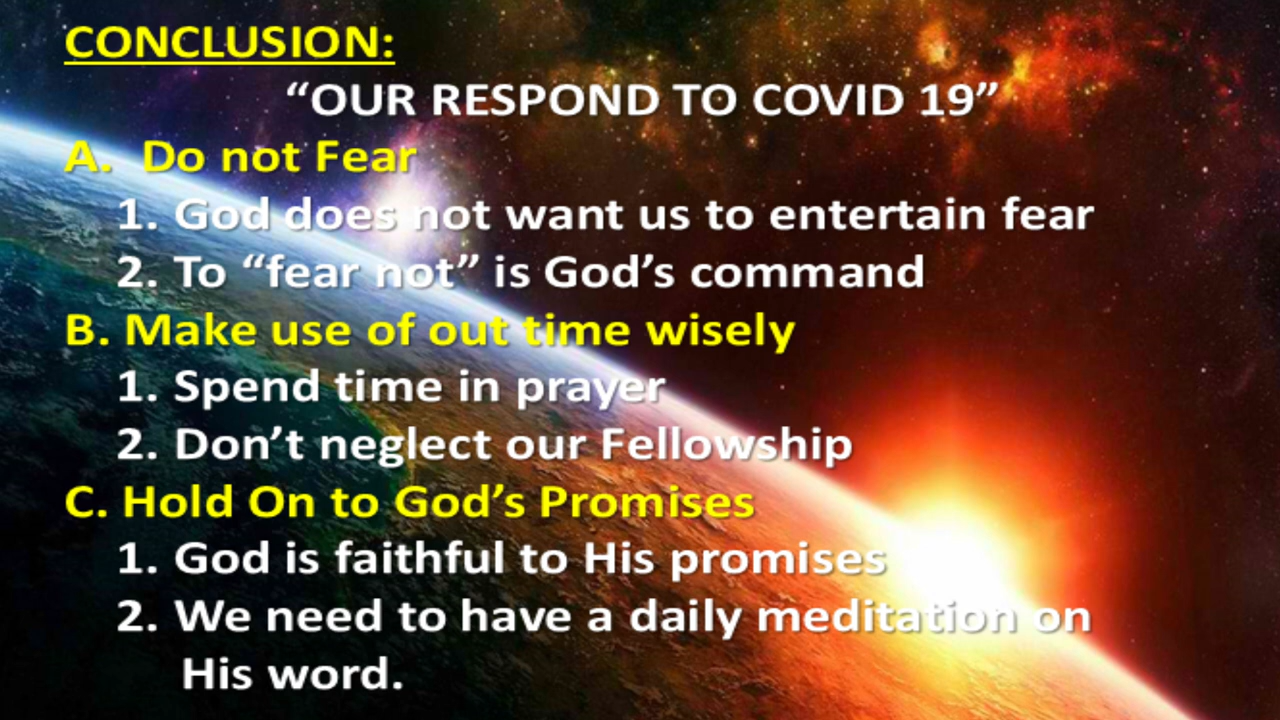 CONCLUSION:
“OUR RESPOND TO COVID 19”
A. Do not Fear
1. God does not want us to entertain fear
2. To “fear not” is God’s command
B. Make use of out time wisely
1. Spend time in prayer
2. Don’t neglect our Fellowship
C. Hold On to God’s Promises
1. God is faithful to His promises
2. We need to have a daily meditation on
His word.